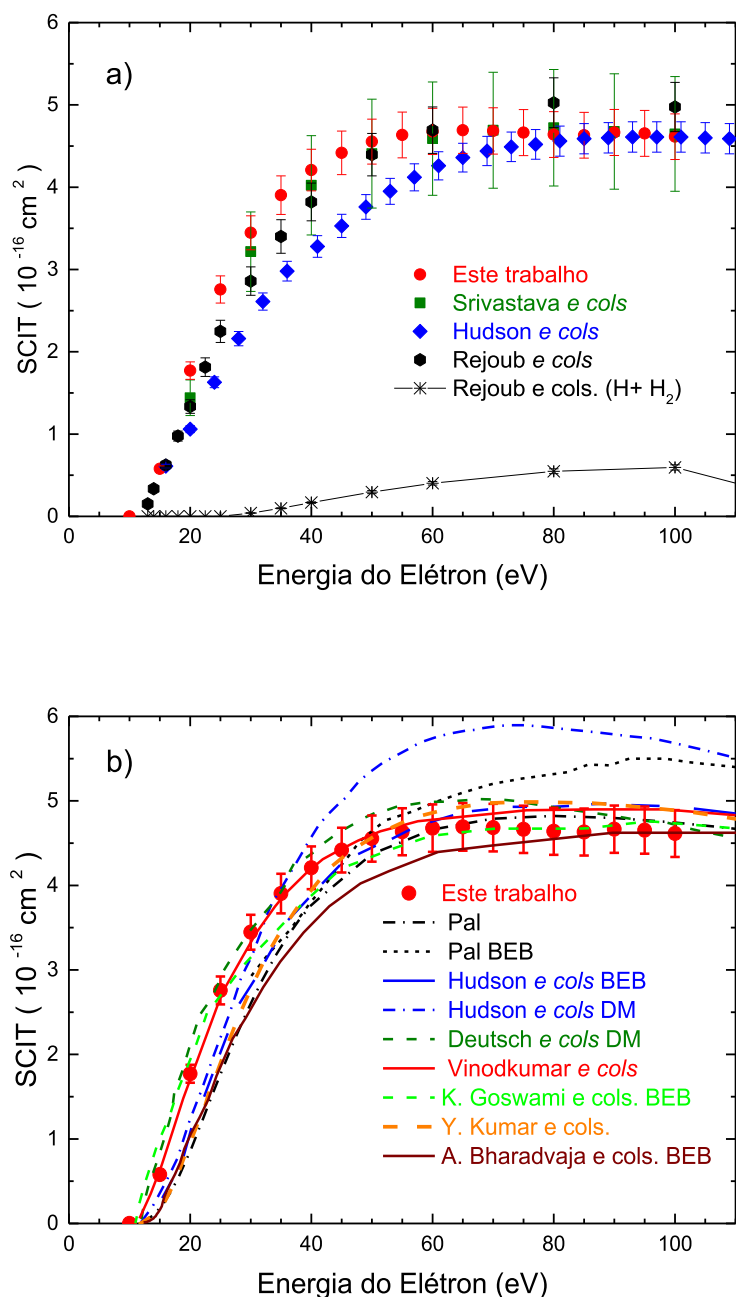 6
a)
5
4
3
2
1
0
SCIT ( 10 -16 cm 2 )
Este trabalho
Srivastava e cols
Hudson e cols
Rejoub e cols
Rejoub e cols. (H+ H2)
0 20 40 60 80 100
Energia do Elétron (eV)
6
b)
5
4
3
2
1
0
SCIT ( 10 -16 cm 2 )
Este trabalho
Pal
Pal BEB
Hudson e cols BEB
Hudson e cols DM
Deutsch e cols DM
Vinodkumar e cols
K. Goswami e cols. BEB
Y. Kumar e cols.
A. Bharadvaja e cols. BEB
0 20 40 60 80 100
Energia do Elétron (eV)